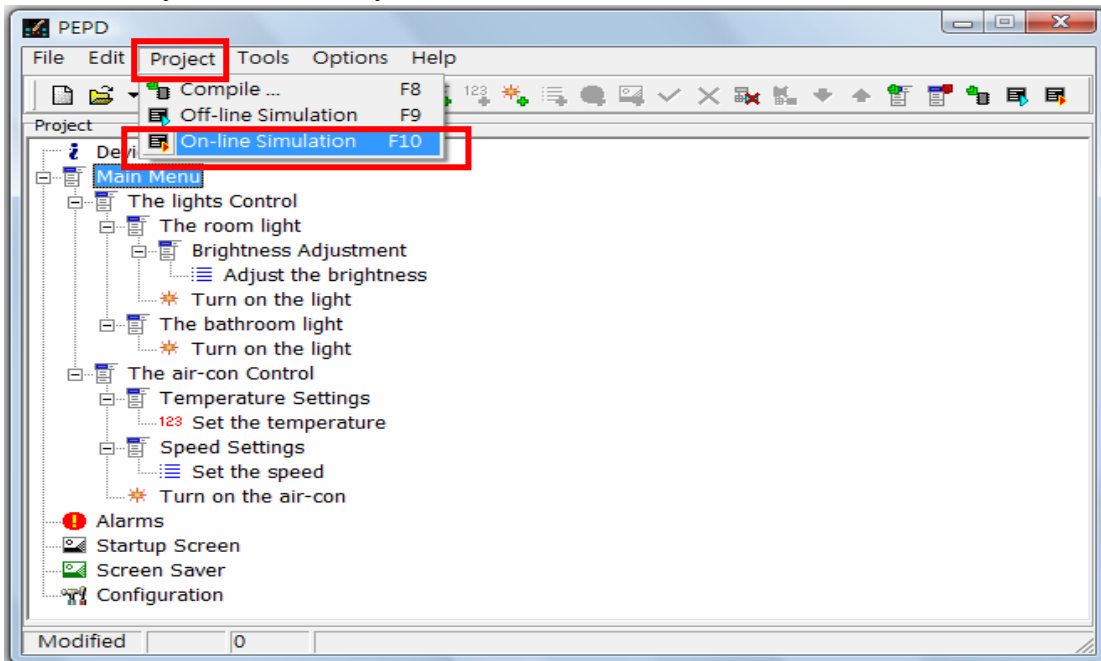 PEPD
File Edit Project Tools Options Help
Compile ... F8
Off-line Simulation F9
On-line Simulation F10
123
Project
Main Menu
The lights Control
The room light
Brightness Adjustment
Adjust the brightness
Turn on the light
The bathroom light
Turn on the light
The air-con Control
Temperature Settings
123 Set the temperature
Speed Settings
Set the speed
Turn on the air-con
Alarms
Startup Screen
Screen Saver
Configuration
Modified 0